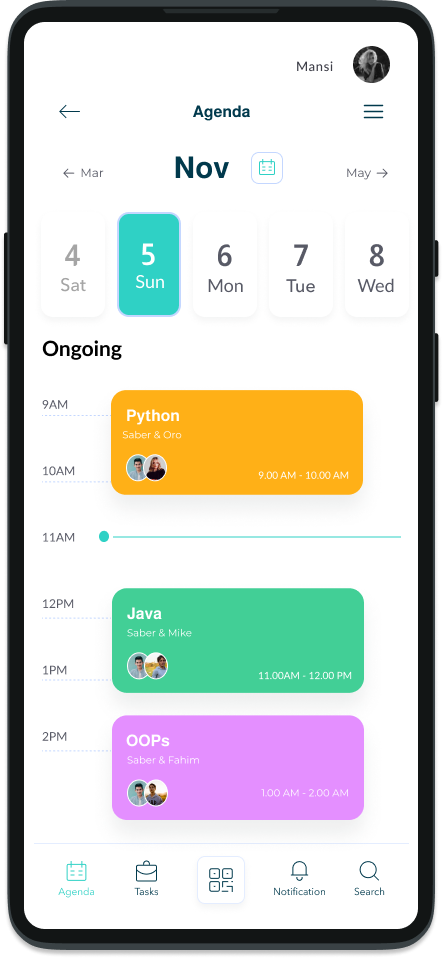 Mansi
Agenda
← Mar
Nov
May →
4
Sat
5
Sun
6
Mon
7
Tue
8
Wed
Ongoing
9AM
Python
Saber & Oro
10AM
9.00 AM - 10.00 AM
11AM
12PM
Java
Saber & Mike
1PM
11.00AM - 12.00 PM
2PM
OOPs
Saber & Fahim
1.00 AM - 2.00 AM
Agenda
Tasks
Notification
Search